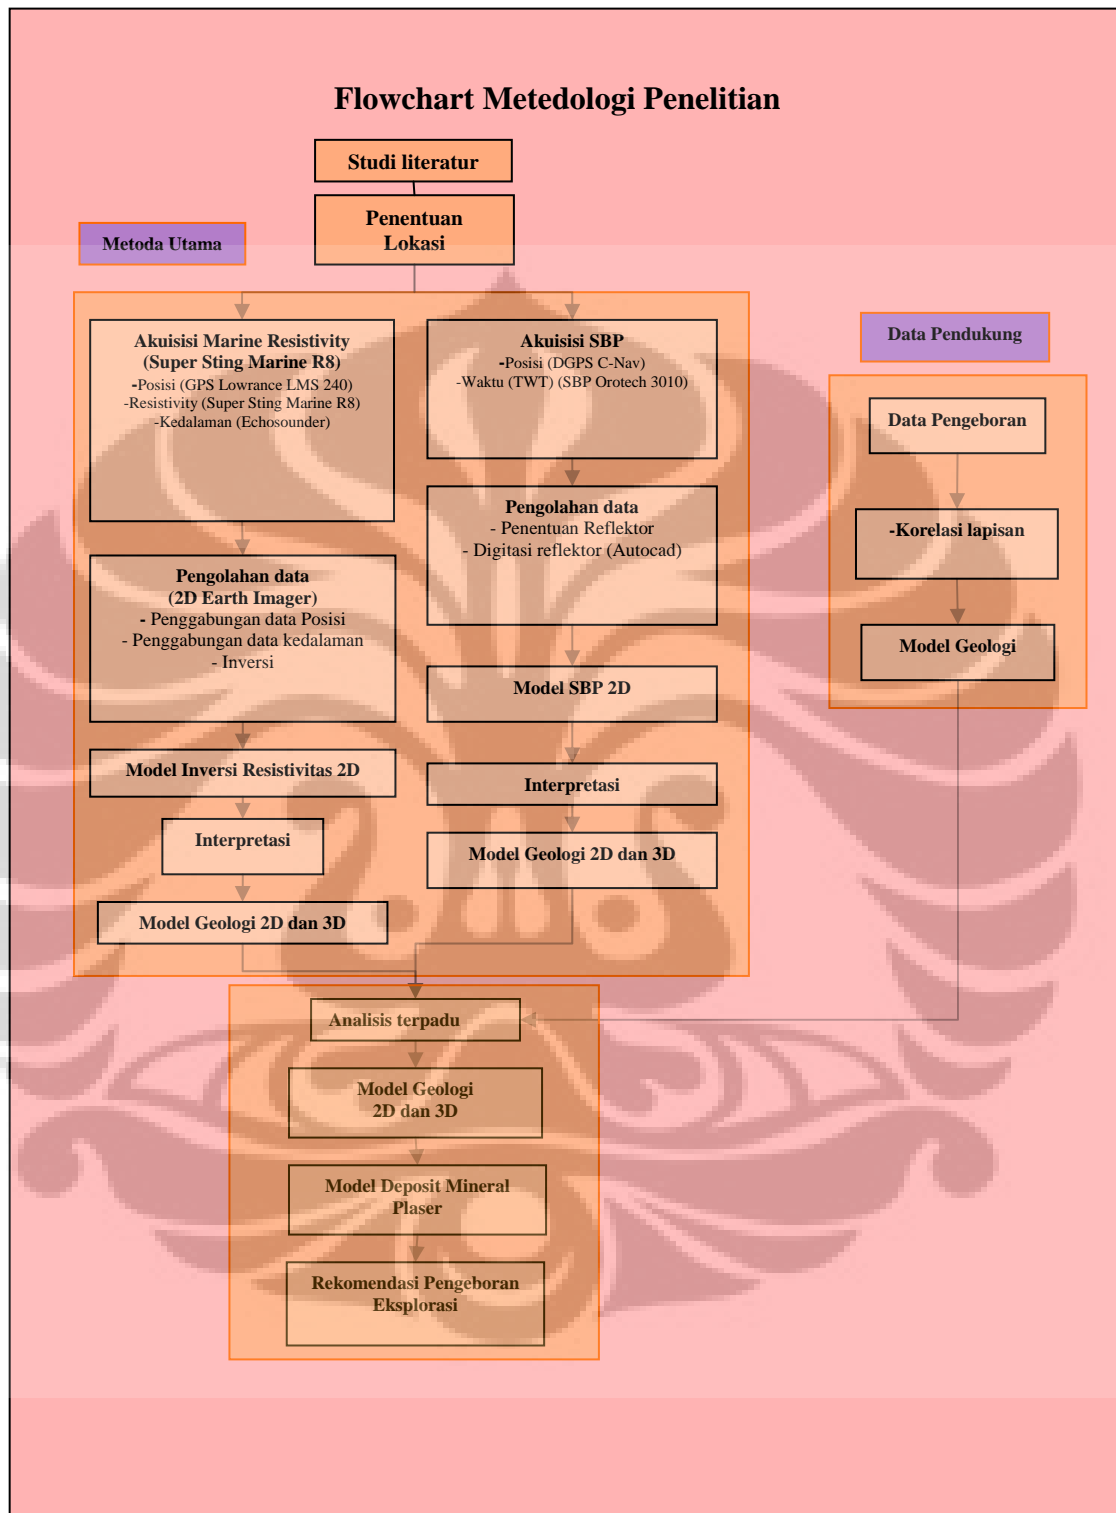 Flowchart Metedologi Penelitian
Studi literatur
Penentuan
Lokasi
Metoda Utama
Akuisisi Marine Resistivity
(Super Sting Marine R8)
-Posisi (GPS Lowrance LMS 240)
-Resistivity (Super Sting Marine R8)
-Kedalaman (Echosounder)
Pengolahan data
(2D Earth Imager)
- Penggabungan data Posisi
- Penggabungan data kedalaman
- Inversi
Model Inversi Resistivitas 2D
Interpretasi
Model Geologi 2D dan 3D
Akuisisi SBP
-Posisi (DGPS C-Nav)
-Waktu (TWT) (SBP Orotech 3010)
Pengolahan data
- Penentuan Reflektor
- Digitasi reflektor (Autocad)
Model SBP 2D
Interpretasi
Model Geologi 2D dan 3D
Data Pendukung
Data Pengeboran
-Korelasi lapisan
Model Geologi
Analisis terpadu
Model Geologi
2D dan 3D
Model Deposit Mineral
Plaser
Rekomendasi Pengeboran
Eksplorasi